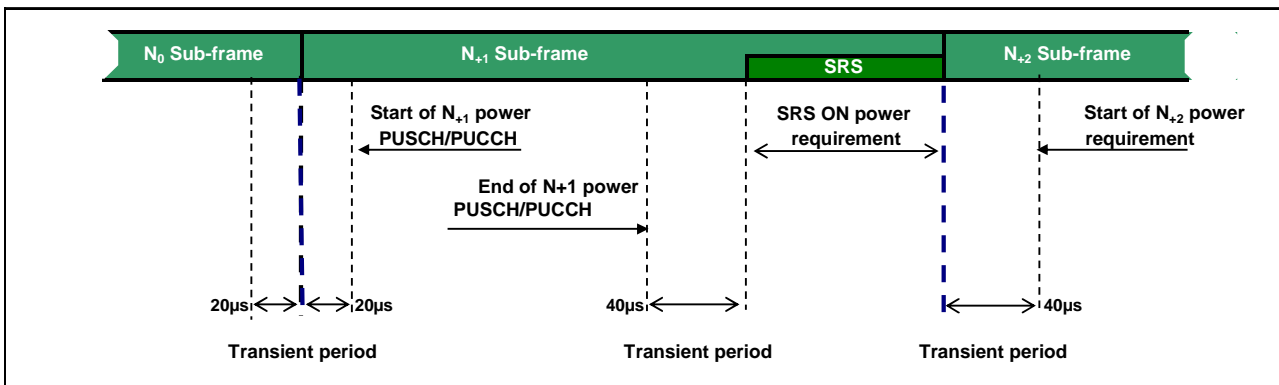 N₀ Sub-frame
N₊₁ Sub-frame
SRS
N₊₂ Sub-frame
Start of N₊₁ power
PUSCH/PUCCH
SRS ON power
requirement
Start of N₊₂ power
requirement
End of N+1 power
PUSCH/PUCCH
20µs
20µs
40µs
40µs
Transient period
Transient period
Transient period